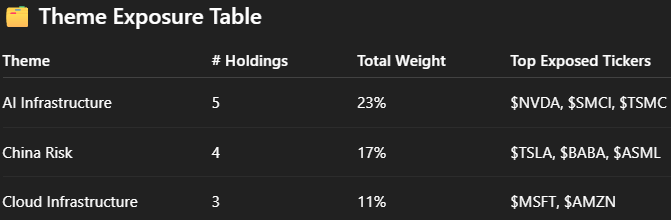 Theme Exposure Table
Theme # Holdings Total Weight Top Exposed Tickers
AI Infrastructure 5 23% $NVDA, $SMCI, $TSMC
China Risk 4 17% $TSLA, $BABA, $ASML
Cloud Infrastructure 3 11% $MSFT, $AMZN